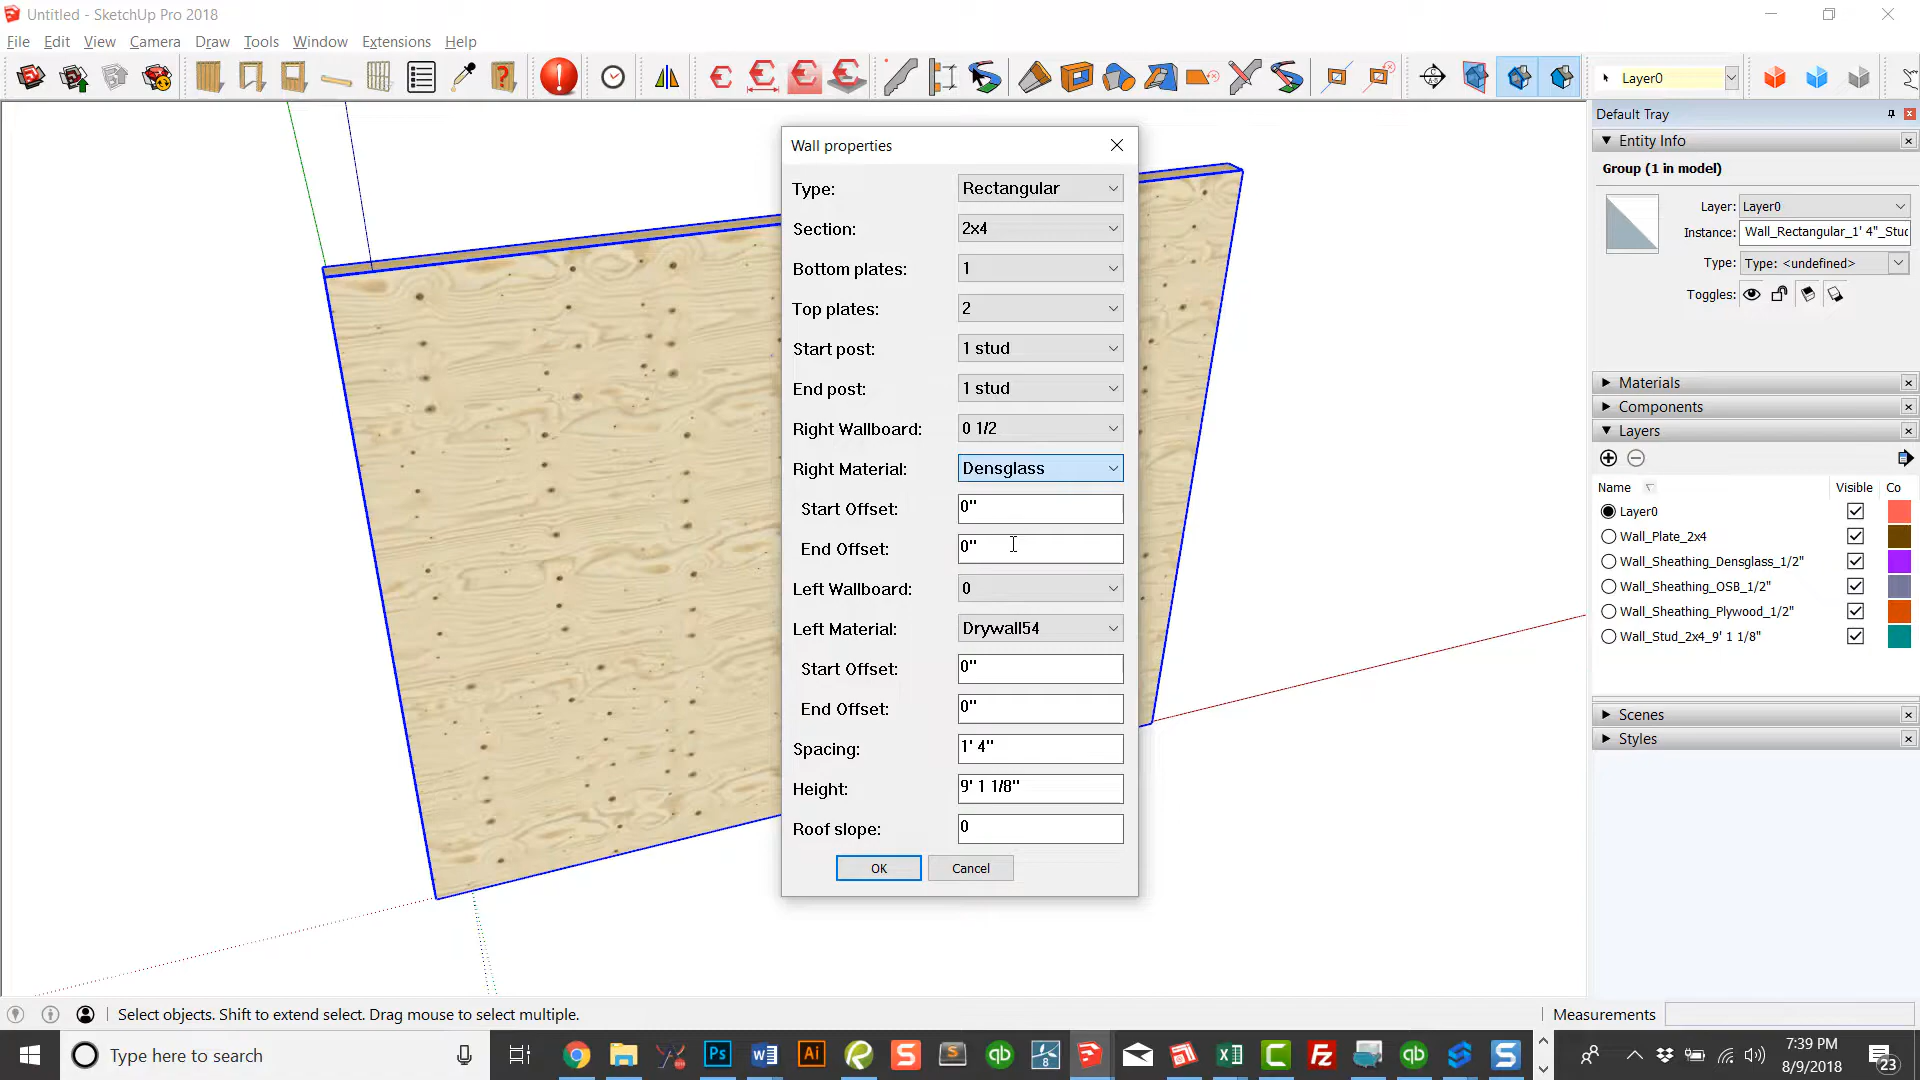 Untitled - SketchUp Pro 2018
File Edit View Camera Draw Tools Window Extensions Help
Layer0
Default Tray
Entity Info
Group (1 in model)
Layer: Layer0
Instance: Wall_Rectangular_1' 4"_Stud
Type: Type: <undefined>
Toggles:
Materials
Components
Layers
Name Visible Co
Layer0
Wall_Plate_2x4
Wall_Sheathing_Densglass_1/2"
Wall_Sheathing_OSB_1/2"
Wall_Sheathing_Plywood_1/2"
Wall_Stud_2x4_9' 1 1/8"
Scenes
Styles
Wall properties
Type: Rectangular
Section: 2x4
Bottom plates: 1
Top plates: 2
Start post: 1 stud
End post: 1 stud
Right Wallboard: 0 1/2
Right Material: Densglass
Start Offset: 0"
End Offset: 0"
Left Wallboard: 0
Left Material: Drywall54
Start Offset: 0"
End Offset: 0"
Spacing: 1' 4"
Height: 9' 1 1/8"
Roof slope: 0
OK Cancel
Select objects. Shift to extend select. Drag mouse to select multiple.
Measurements
Type here to search
Ps
Ai
qb
8
Fz
qb
7:39 PM
8/9/2018
23